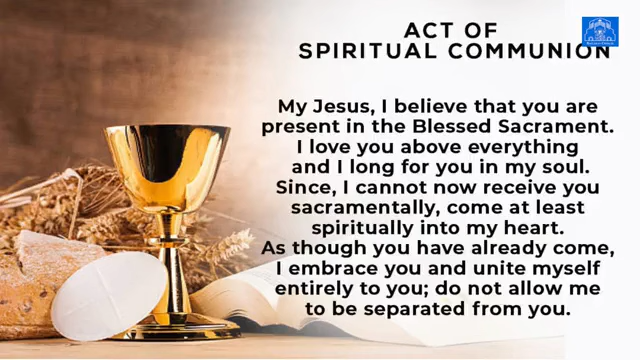 ACT OF
SPIRITUAL COMMUNION
My Jesus, I believe that you are
present in the Blessed Sacrament.
I love you above everything
and I long for you in my soul.
Since, I cannot now receive you
sacramentally, come at least
spiritually into my heart.
As though you have already come,
I embrace you and unite myself
entirely to you; do not allow me
to be separated from you.